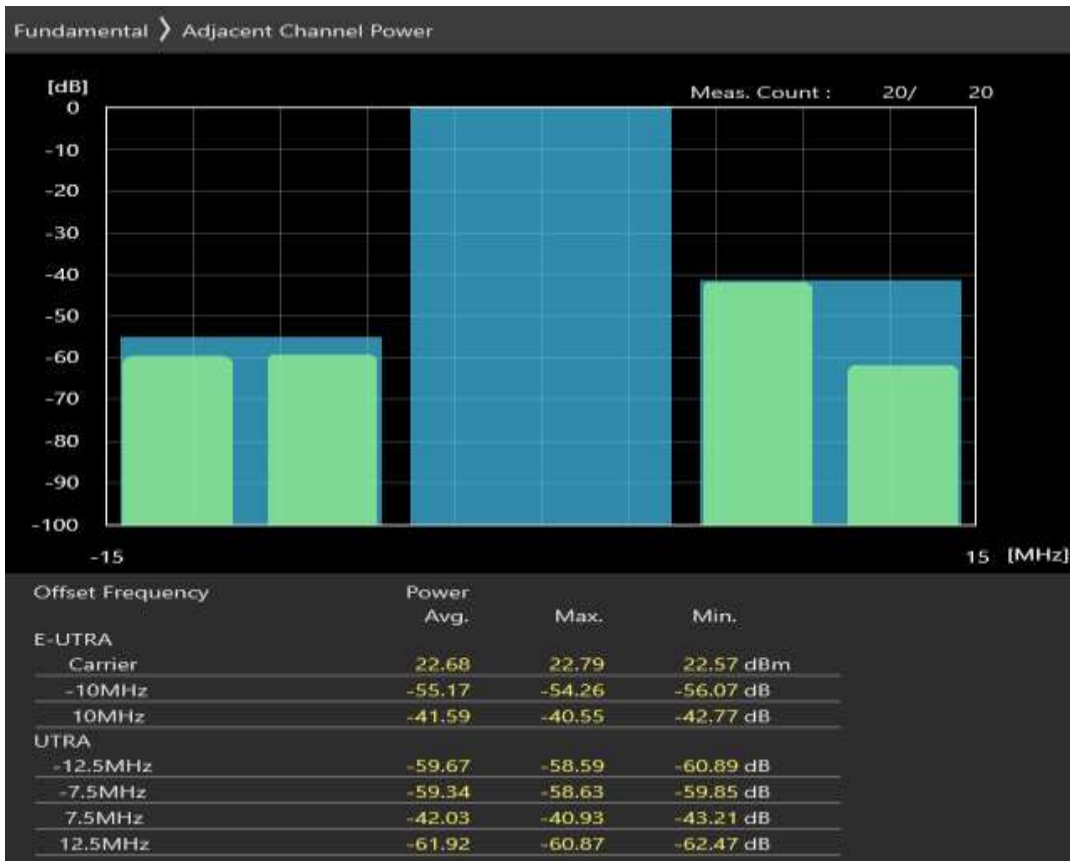 Fundamental 〉 Adjacent Channel Power
[dB]
Meas. Count : 20/ 20
0
-10
-20
-30
-40
-50
-60
-70
-80
-90
-100
-15 15 [MHz]
Offset Frequency Power
Avg. Max. Min.
E-UTRA
Carrier 22.68 22.79 22.57 dBm
-10MHz -55.17 -54.26 -56.07 dB
10MHz -41.59 -40.55 -42.77 dB
UTRA
-12.5MHz -59.67 -58.59 -60.89 dB
-7.5MHz -59.34 -58.63 -59.85 dB
7.5MHz -42.03 -40.93 -43.21 dB
12.5MHz -61.92 -60.87 -62.47 dB